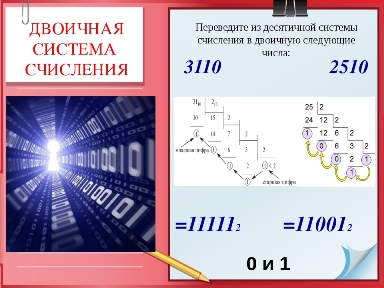 ДВОИЧНАЯ
СИСТЕМА
СЧИСЛЕНИЯ
Переведите из десятичной системы
счисления в двоичную следующие
числа:
3110 2510
31₁₀ 2₁₀
30 15 2
1 14 7 2
1 6 3 2
1 2 1 < 2
1
младшая цифра
старшая цифра
25 2
24 12 2
1 12 6 2
0 6 3 2
0 2 1
1
=11111₂ =11001₂
0 и 1